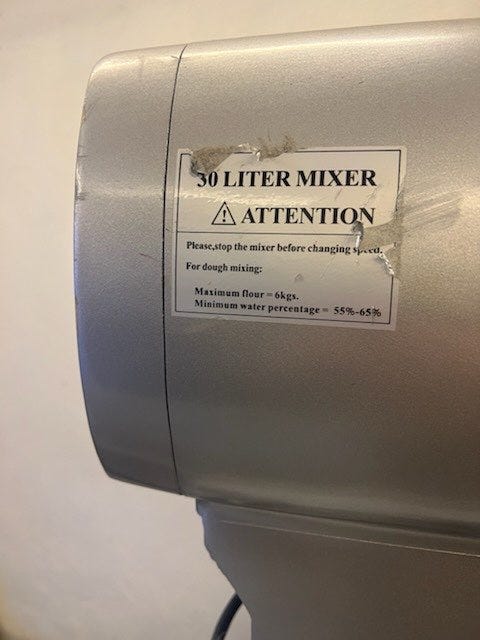 30 LITER MIXER
ATTENTION
Please,stop the mixer before changing speed.
For dough mixing:
Maximum flour = 6kgs.
Minimum water percentage = 55%-65%